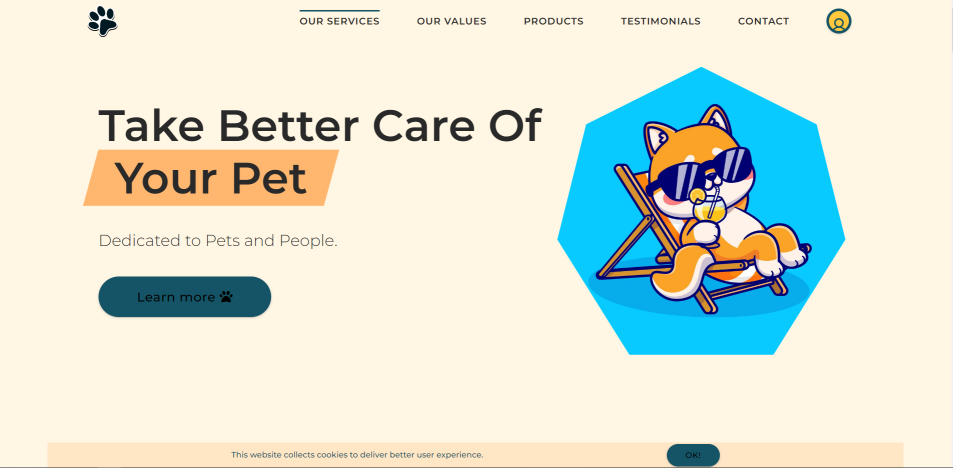 OUR SERVICES OUR VALUES PRODUCTS TESTIMONIALS CONTACT
Take Better Care Of
Your Pet
Dedicated to Pets and People.
Learn more
This website collects cookies to deliver better user experience. OK!